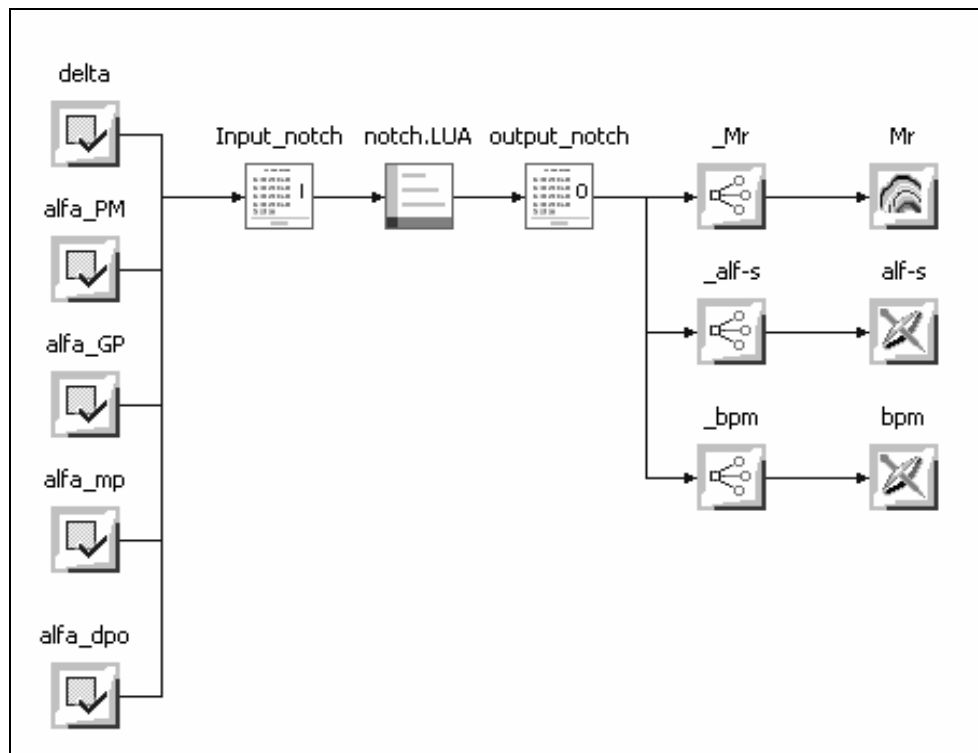 delta
Input_notch
notch.LUA
output_notch
_Mr
Mr
alfa_PM
_alf-s
alf-s
alfa_GP
_bpm
bpm
alfa_mp
alfa_dpo
I
O